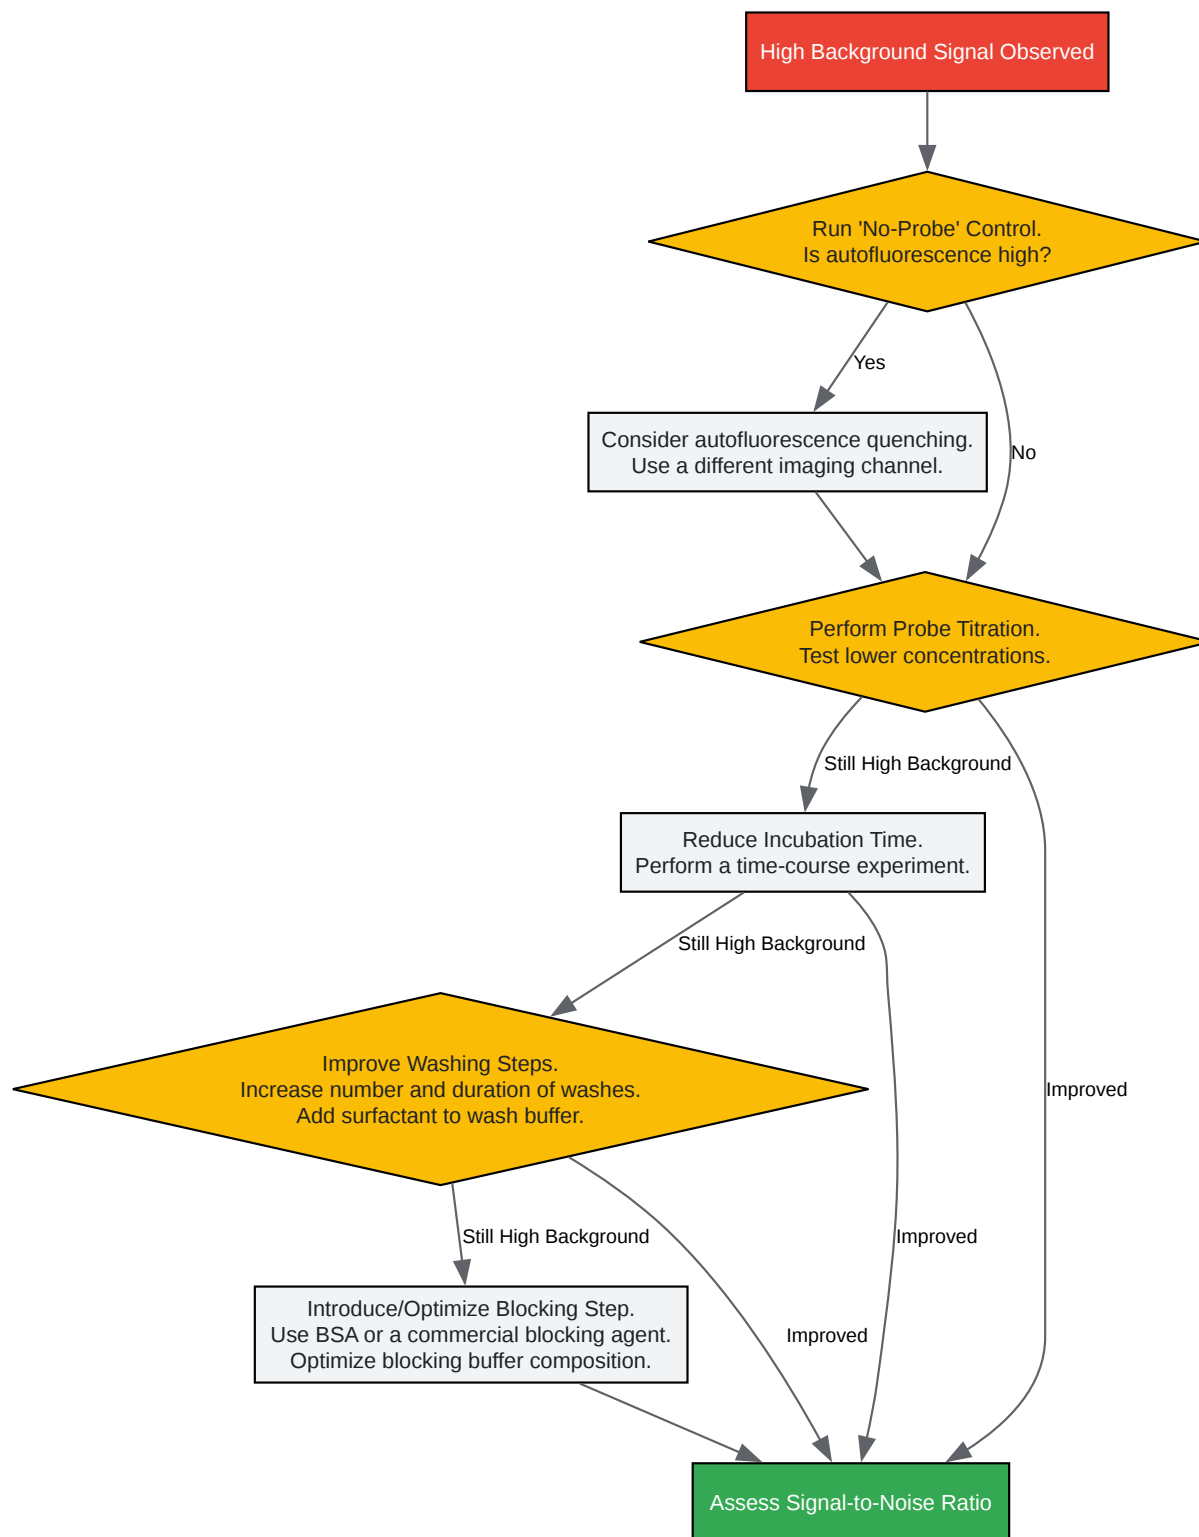 High Background Signal Observed
Run 'No-Probe' Control.
Is autofluorescence high?
Yes
Consider autofluorescence quenching.
Use a different imaging channel.
No
Perform Probe Titration.
Test lower concentrations.
Still High Background
Reduce Incubation Time.
Perform a time-course experiment.
Still High Background
Improve Washing Steps.
Increase number and duration of washes.
Add surfactant to wash buffer.
Improved
Still High Background
Improved
Introduce/Optimize Blocking Step.
Use BSA or a commercial blocking agent.
Optimize blocking buffer composition.
Improved
Assess Signal-to-Noise Ratio